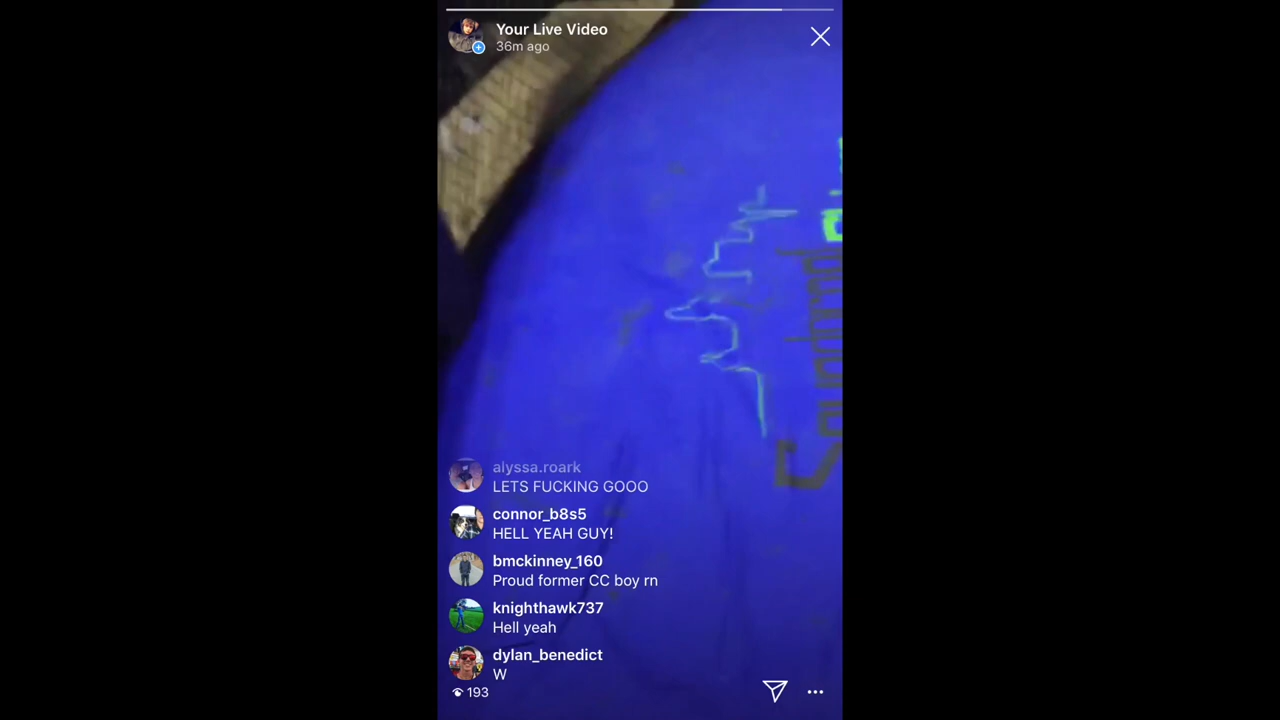 Your Live Video
36m ago
alyssa.roark
LETS FUCKING GOOO
connor_b8s5
HELL YEAH GUY!
bmckinney_160
Proud former CC boy rn
knighthawk737
Hell yeah
dylan_benedict
W
193